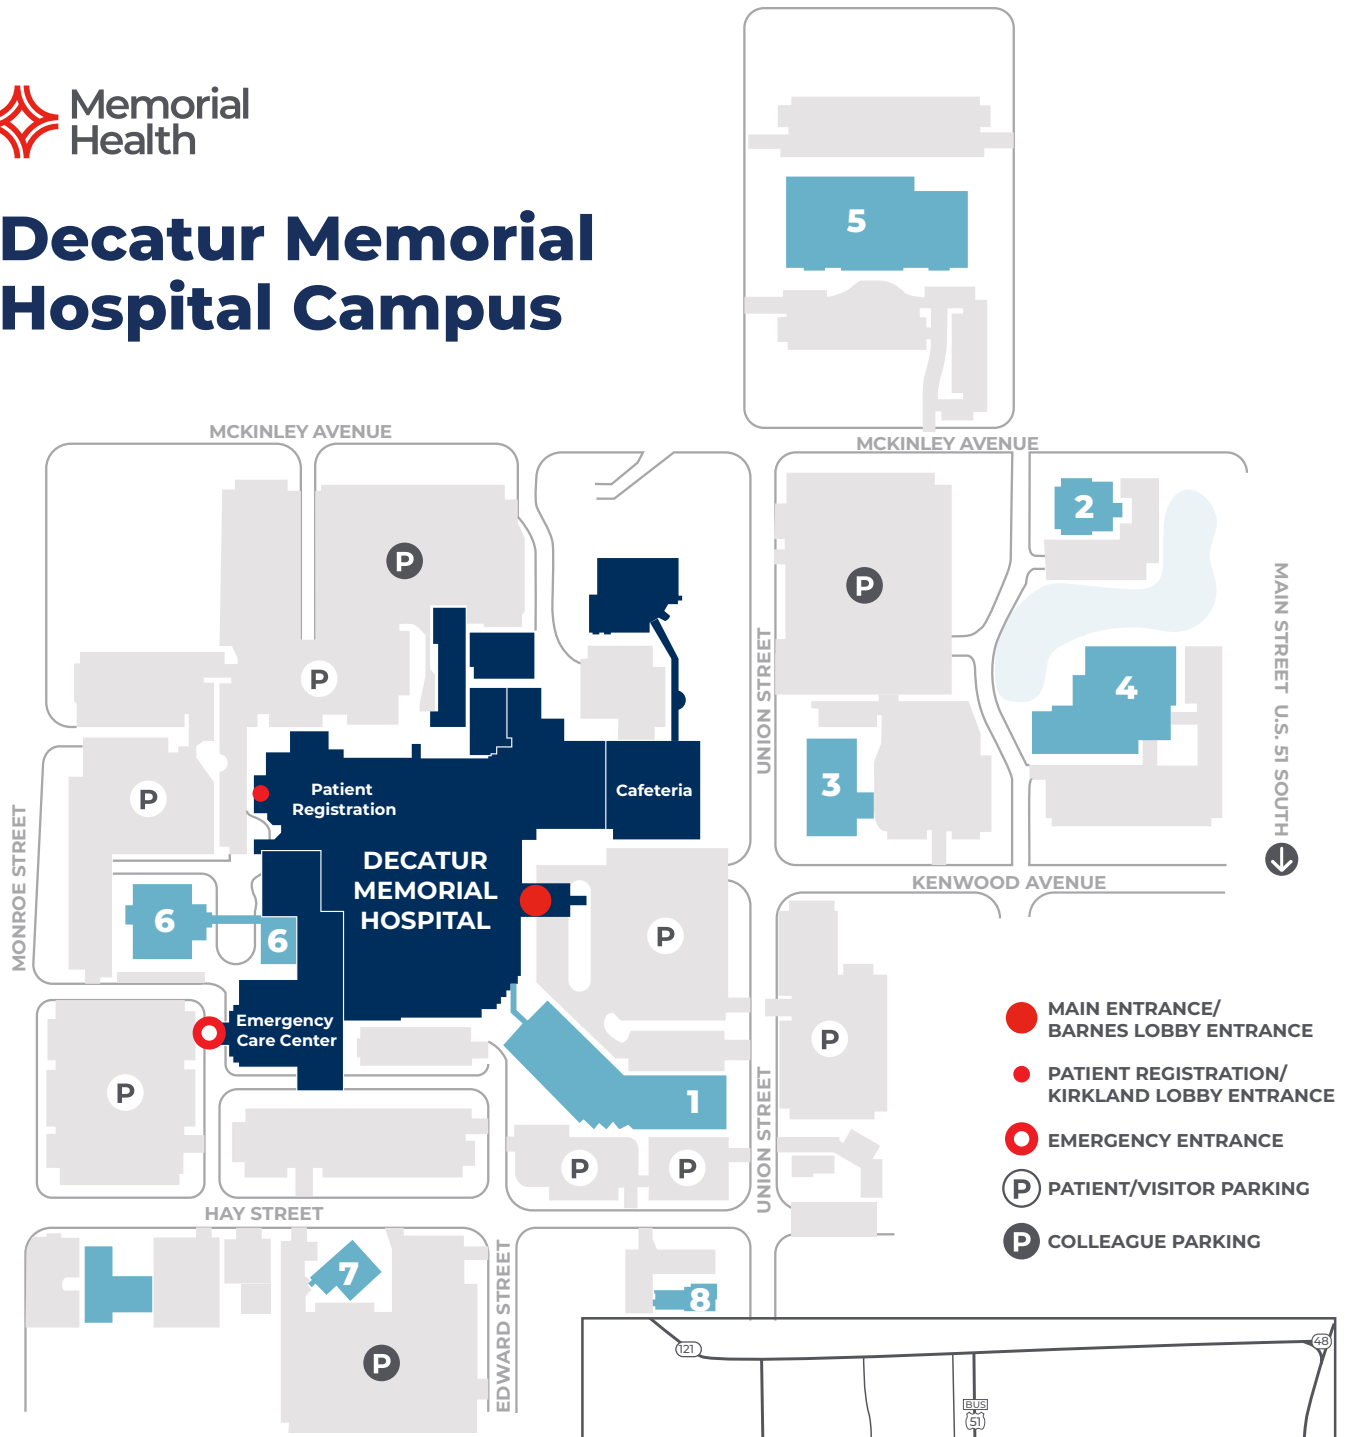 Memorial
Health
Decatur Memorial
Hospital Campus
5
MCKINLEY AVENUE
MCKINLEY AVENUE
2
P
P
P
4
MAIN STREET U.S. 51 SOUTH
UNION STREET
3
P
Patient
Registration
Cafeteria
MONROE STREET
DECATUR
MEMORIAL
HOSPITAL
KENWOOD AVENUE
6
6
P
Emergency
Care Center
P
P
1
UNION STREET
P
P
MAIN ENTRANCE/
BARNES LOBBY ENTRANCE
PATIENT REGISTRATION/
KIRKLAND LOBBY ENTRANCE
EMERGENCY ENTRANCE
P PATIENT/VISITOR PARKING
P COLLEAGUE PARKING
HAY STREET
7
EDWARD STREET
8
P
121
48
BUS
51